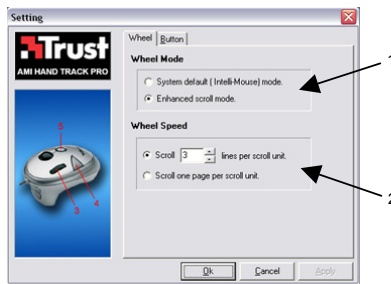 Setting
Trust
AMI HAND TRACK PRO
Wheel Button
Wheel Mode
System default ( Intelli-Mouse) mode.
Enhanced scroll mode.
1
Wheel Speed
Scroll 3 lines per scroll unit.
Scroll one page per scroll unit.
2
5
3
4
Ok Cancel Apply